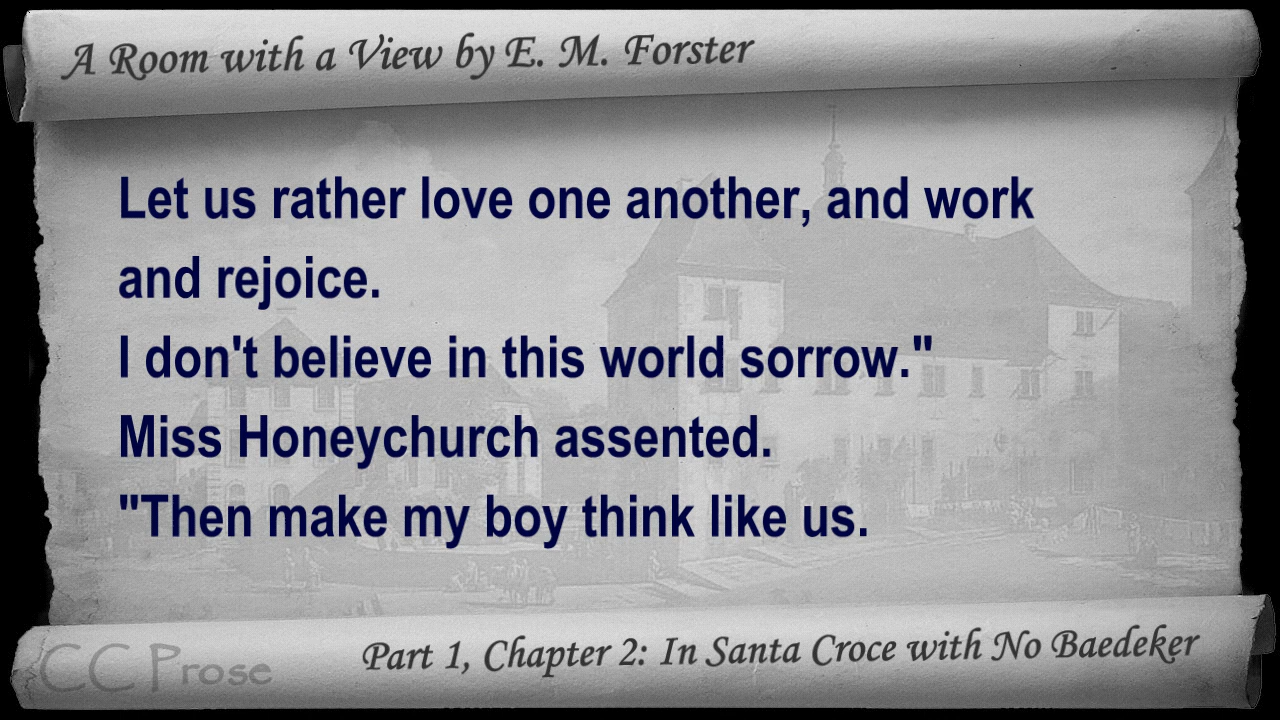 A Room with a View by E. M. Forster
Let us rather love one another, and work
and rejoice.
I don't believe in this world sorrow."
Miss Honeychurch assented.
"Then make my boy think like us.
CC Prose
Part 1, Chapter 2: In Santa Croce with No Baedeker